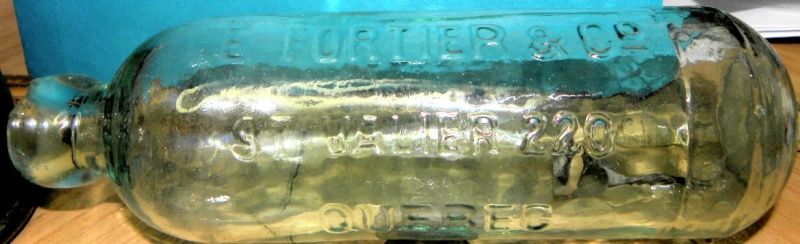 E FORTIER & Co
ST VALIER 220
QUEBEC